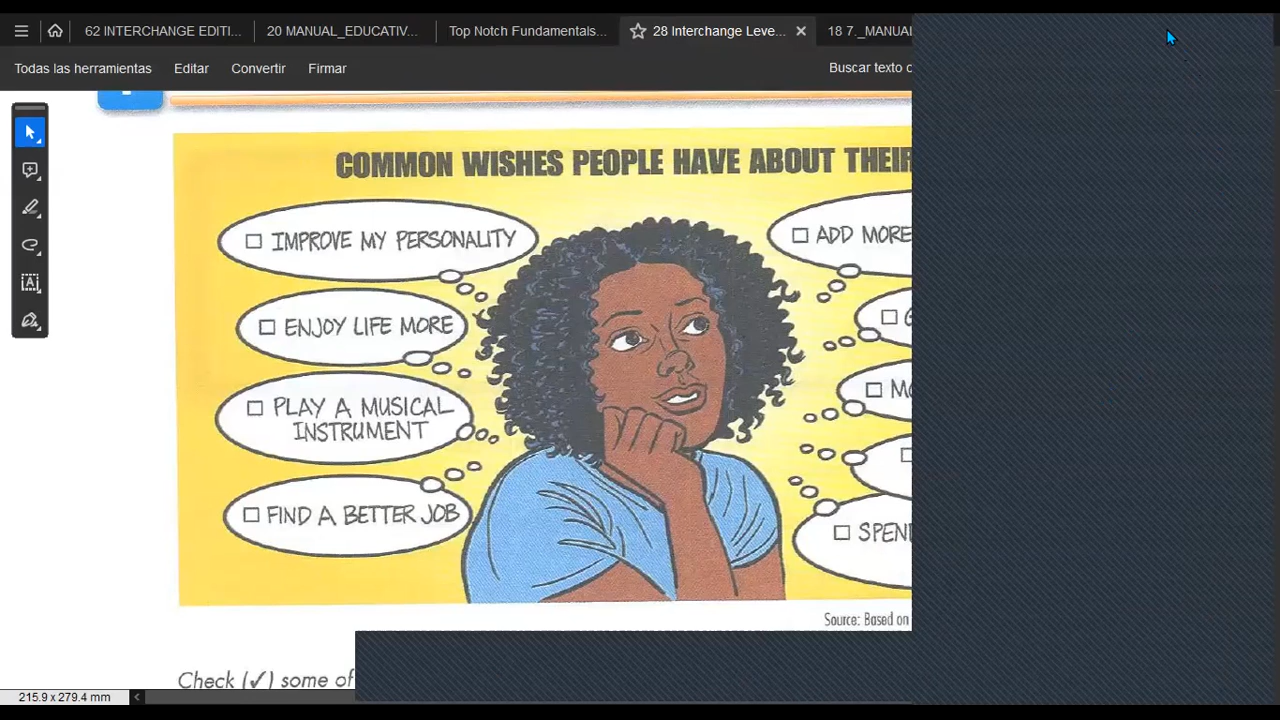 62 INTERCHANGE EDITI...
20 MANUAL_EDUCATIV...
Top Notch Fundamentals...
28 Interchange Leve...
18 7._MANUA
Todas las herramientas
Editar
Convertir
Firmar
Buscar texto
COMMON WISHES PEOPLE HAVE ABOUT THEIR
IMPROVE MY PERSONALITY
ENJOY LIFE MORE
PLAY A MUSICAL
INSTRUMENT
FIND A BETTER JOB
ADD MORE
SPEN
Source: Based on
Check (✓) some of
215.9 x 279.4 mm